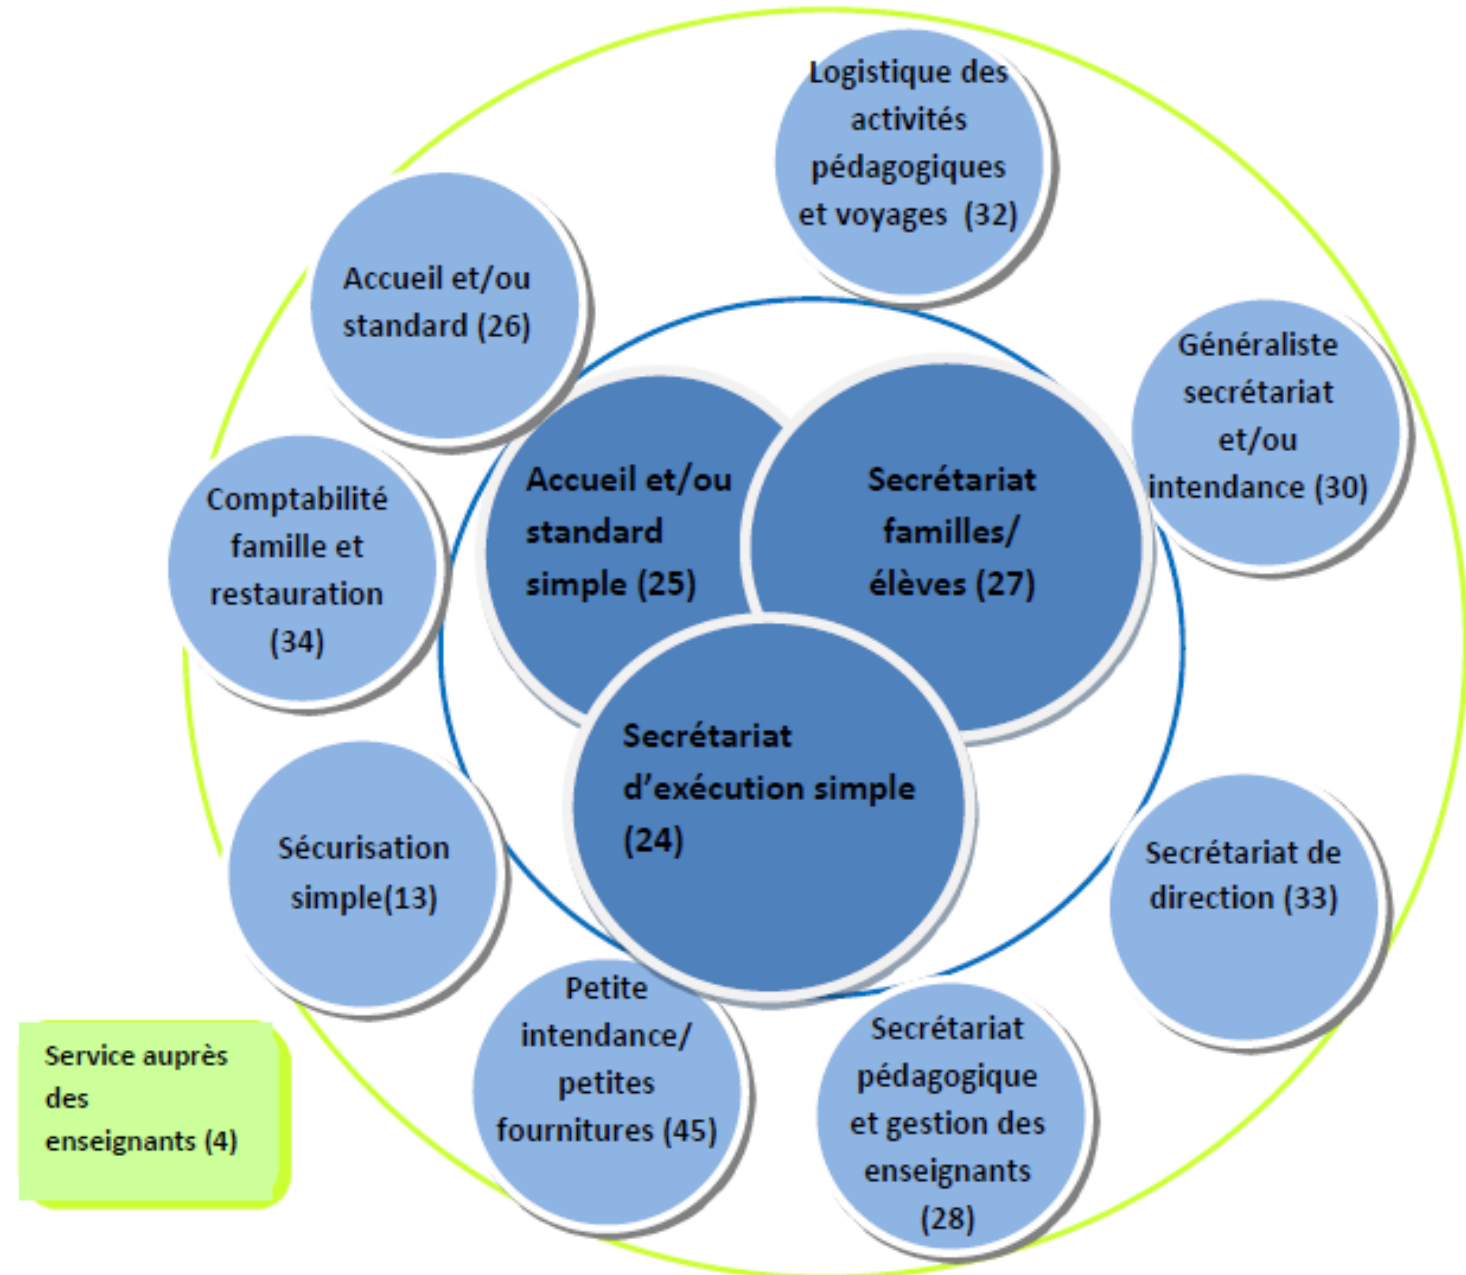 Logistique des
activités
pédagogiques
et voyages (32)
Accueil et/ou
standard (26)
Généraliste
secrétariat
et/ou
intendance (30)
Accueil et/ou
standard
simple (25)
Secrétariat
familles/
élèves (27)
Comptabilité
famille et
restauration
(34)
Secrétariat
d’exécution simple
(24)
Sécurisation
simple(13)
Secrétariat de
direction (33)
Petite
intendance/
petites
fournitures (45)
Secrétariat
pédagogique
et gestion des
enseignants
(28)
Service auprès
des
enseignants (4)